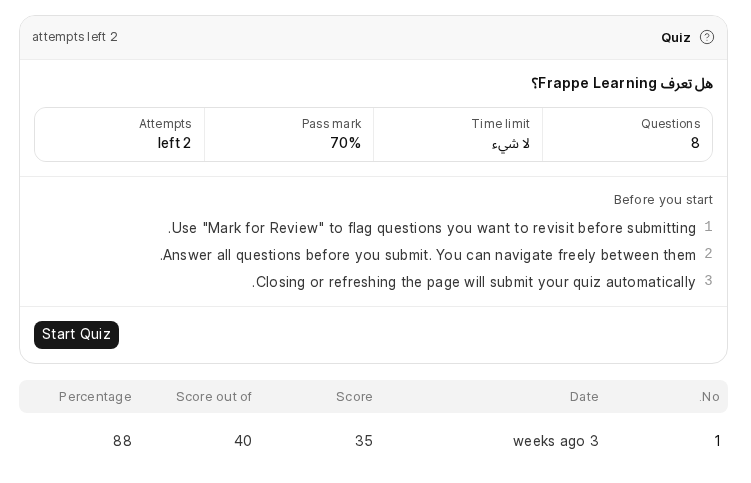 Quiz
2 attempts left
هل تعرف Frappe Learning؟
Questions
8
Time limit
لا شيء
Pass mark
70%
Attempts
2 left
Before you start
1 Use "Mark for Review" to flag questions you want to revisit before submitting.
2 Answer all questions before you submit. You can navigate freely between them.
3 Closing or refreshing the page will submit your quiz automatically.
Start Quiz
No. Date Score Score out of Percentage
1 3 weeks ago 35 40 88